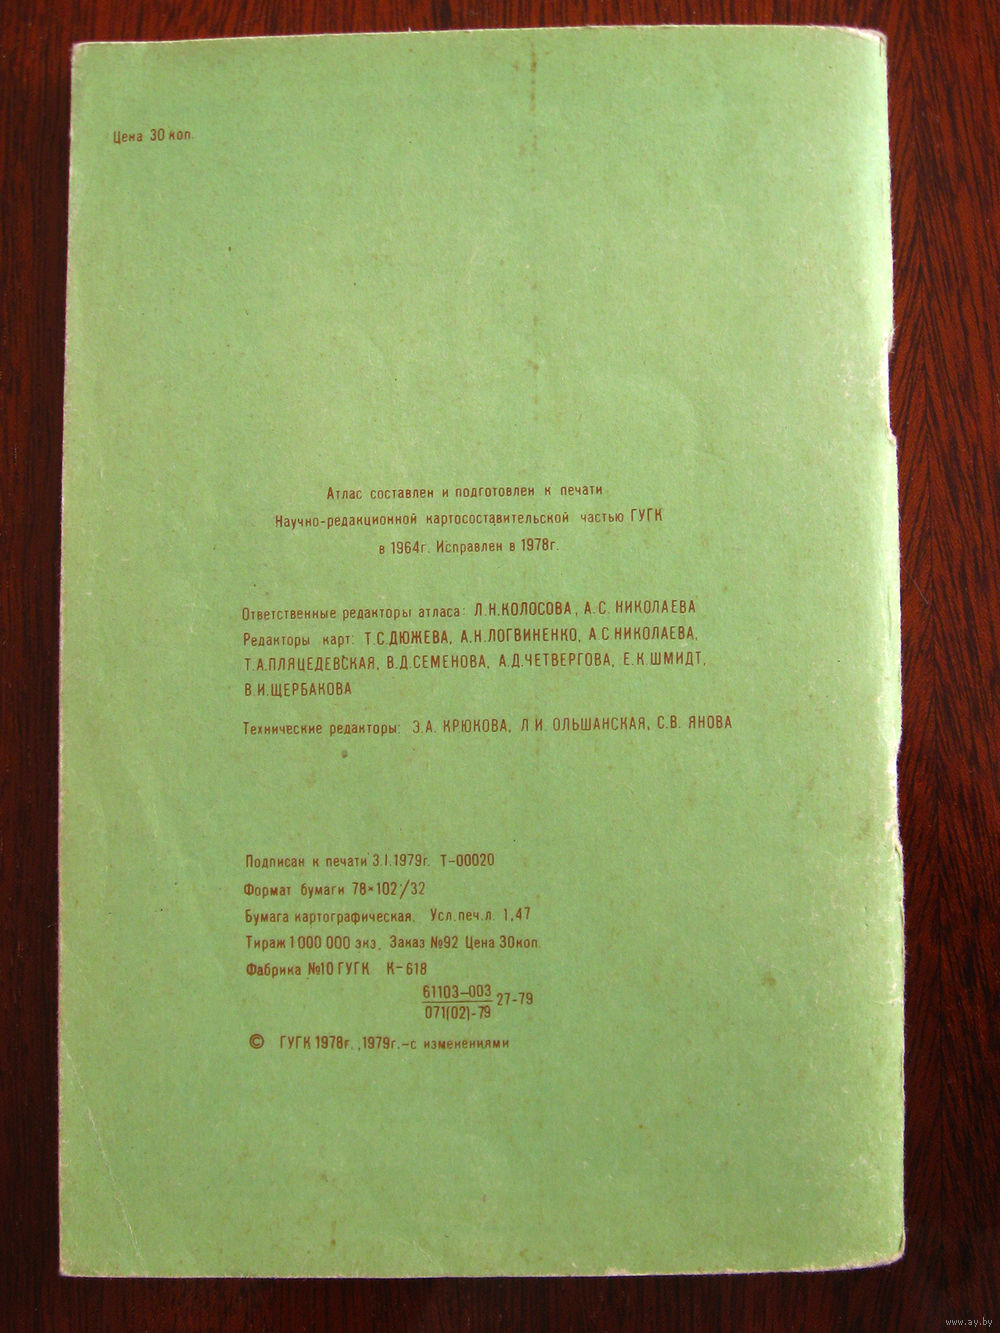 Цена 30 коп.
Атлас составлен и подготовлен к печати
Научно-редакционной картосоставительской частью ГУГК
в 1964г. Исправлен в 1978г.
Ответственные редакторы атласа: Л.Н.КОЛОСОВА, А.С. НИКОЛАЕВА
Редакторы карт: Т.С.ДЮЖЕВА, А.Н.ЛОГВИНЕНКО, А.С.НИКОЛАЕВА,
Т.А.ПЛЯЦЕДЕВСКАЯ, В.Д.СЕМЕНОВА, А.Д.ЧЕТВЕРГОВА, Е.К.ШМИДТ,
В.И.ЩЕРБАКОВА
Технические редакторы: Э.А. КРЮКОВА, Л.И. ОЛЬШАНСКАЯ, С.В. ЯНОВА
Подписан к печати 3.I.1979г. Т-00020
Формат бумаги 78×102/32
Бумага картографическая. Усл.печ.л. 1,47
Тираж 1 000 000 экз. Заказ №92 Цена 30коп.
Фабрика №10 ГУГК К-618
61103-003
071(02)-79 27-79
© ГУГК 1978г., 1979г.-с изменениями
www.ay.by